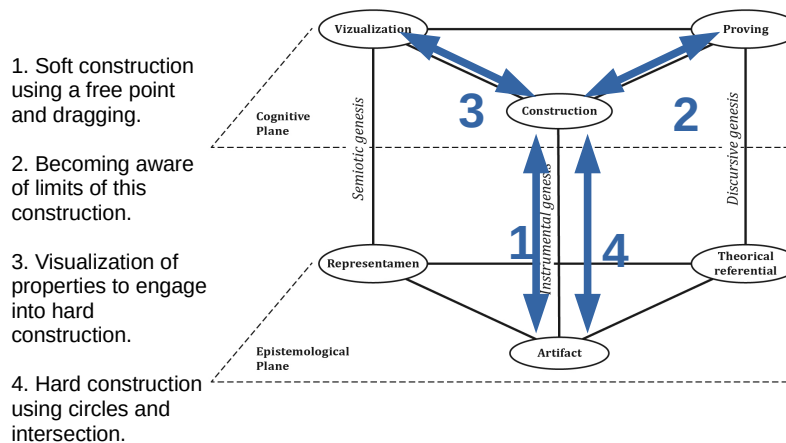 1. Soft construction
using a free point
and dragging.
2. Becoming aware
of limits of this
construction.
3. Visualization of
properties to engage
into hard
construction.
4. Hard construction
using circles and
intersection.
Vizualization
Proving
3
2
Construction
Cognitive
Plane
Semiotic genesis
Instrumental genesis
Discursive genesis
1
4
Representamen
Theorical
referential
Epistemological
Plane
Artifact